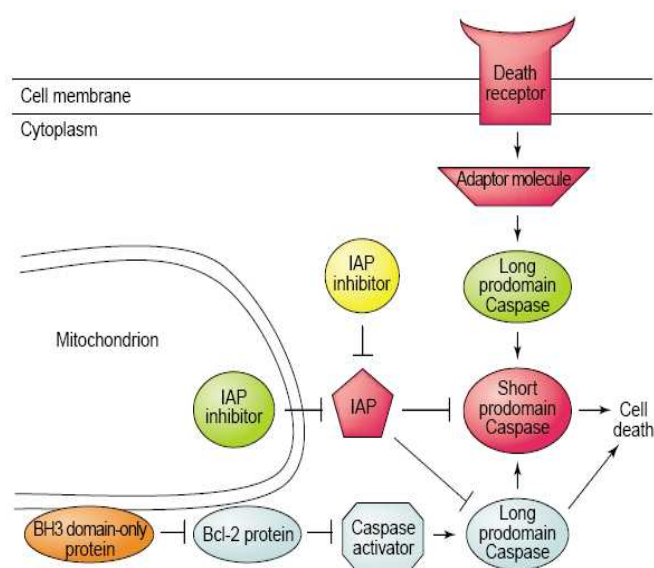 Death
receptor
Cell membrane
Cytoplasm
Adaptor molecule
IAP
inhibitor
Long
prodomain
Caspase
Mitochondrion
IAP
inhibitor
IAP
Short
prodomain
Caspase
Cell
death
BH3 domain-only
protein
Bcl-2 protein
Caspase
activator
Long
prodomain
Caspase